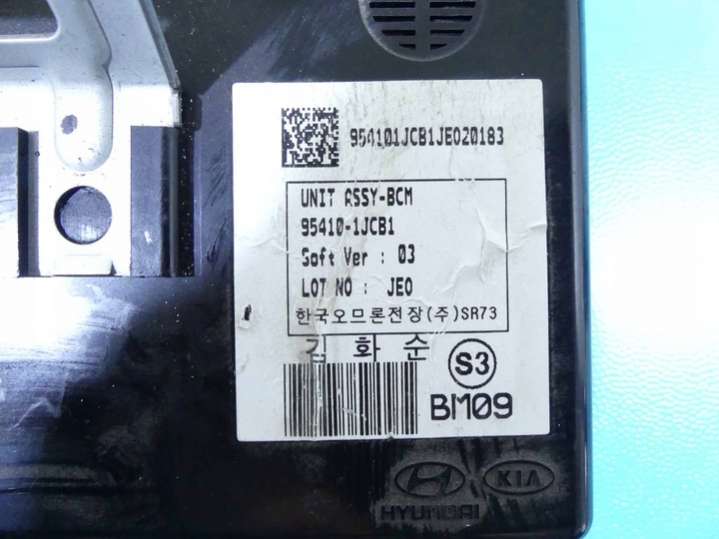 954101JCB1JE020183
UNIT ASSY-BCM
95410-1JCB1
Soft Ver : 03
LOT NO : JE0
한국오므론전장(주)SR73
김 화 순
S3
BM09
HYUNDAI
KIA